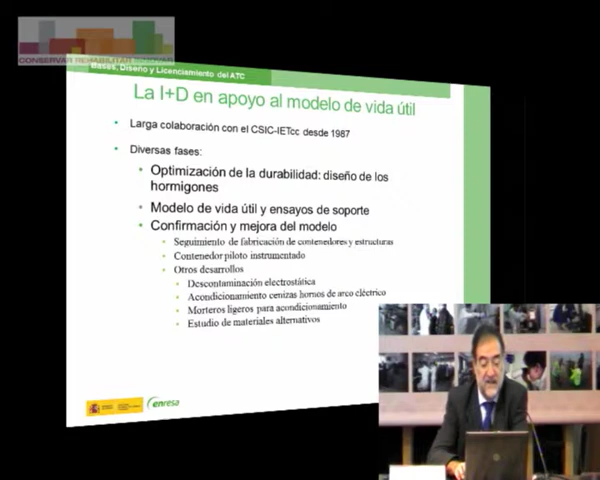 CONSERVAR REHABILITAR
Bases, Diseño y Licenciamiento del ATC
La I+D en apoyo al modelo de vida útil
• Larga colaboración con el CSIC-IETcc desde 1987
• Diversas fases:
• Optimización de la durabilidad: diseño de los
hormigones
• Modelo de vida útil y ensayos de soporte
• Confirmación y mejora del modelo
• Seguimiento de fabricación de contenedores y estructuras
• Contenedor piloto instrumentado
• Otros desarrollos
• Descontaminación electrostática
• Acondicionamiento cenizas hornos de arco eléctrico
• Morteros ligeros para acondicionamiento
• Estudio de materiales alternativos
enresa